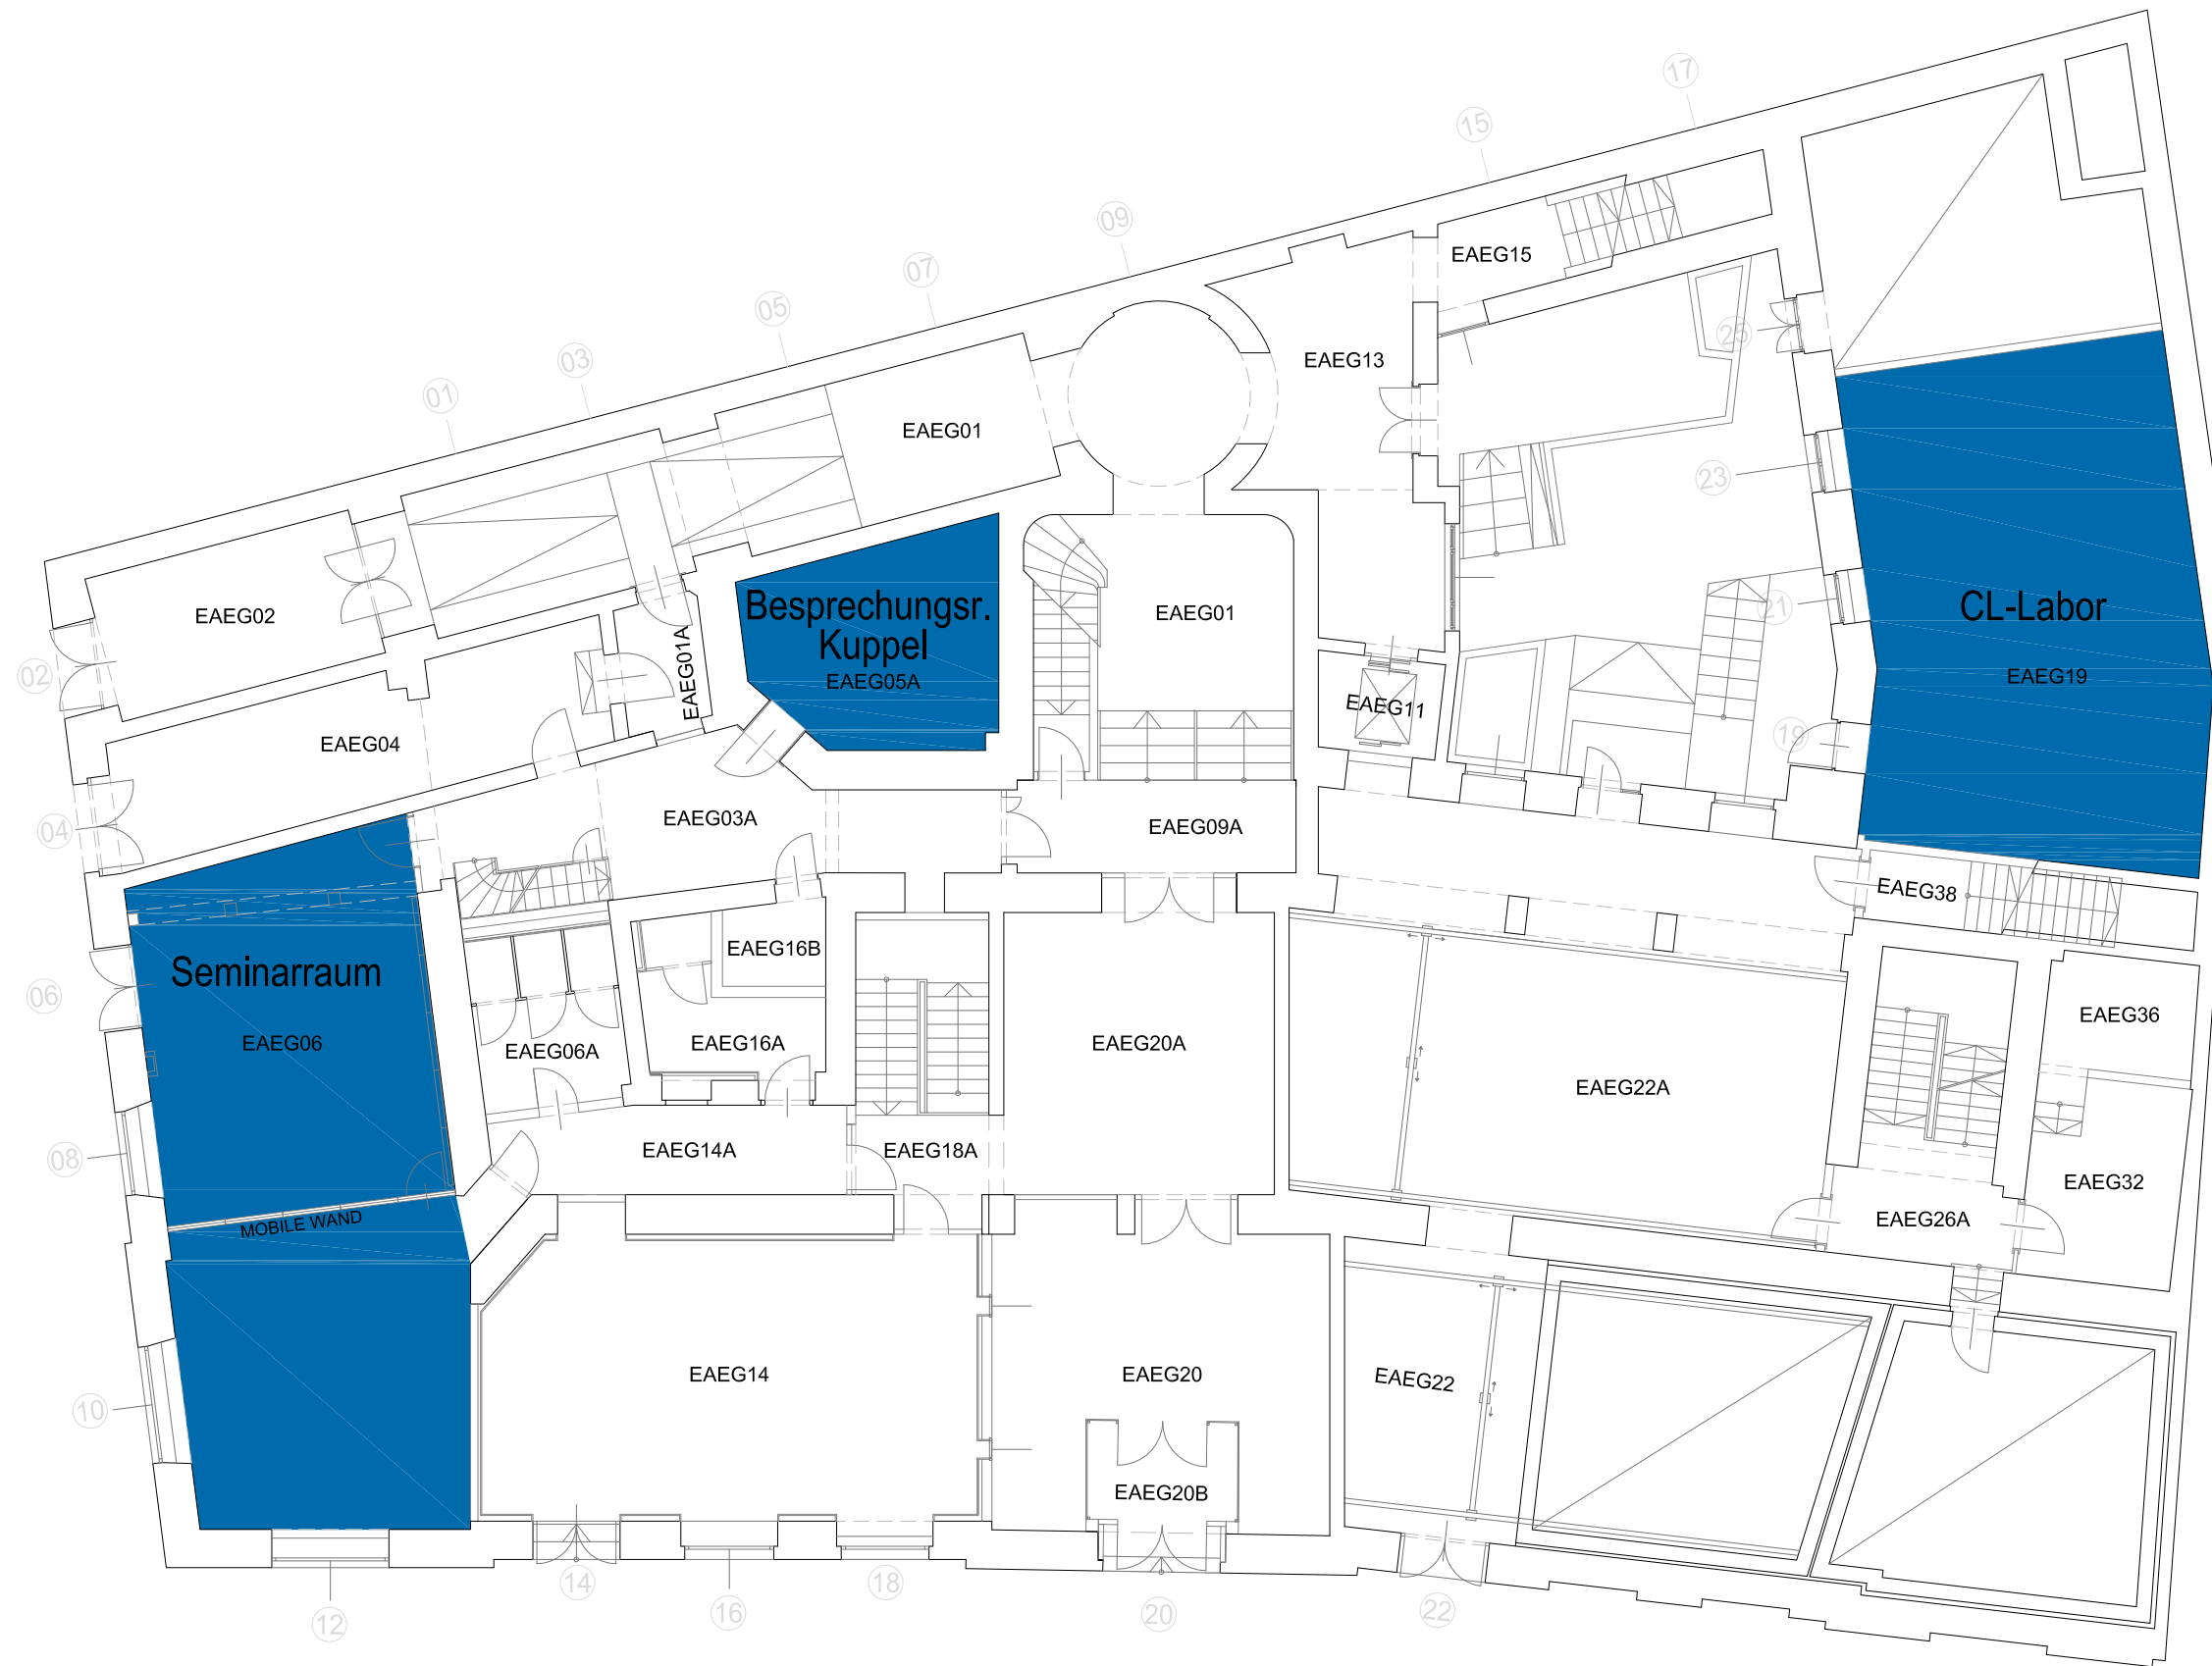 17
15
09
EAEG15
07
05
25
03
EAEG13
01
EAEG01
23
Besprechungsr.
Kuppel
EAEG05A
EAEG02
EAEG01
21
CL-Labor
EAEG19
EAEG01A
02
EAEG11
EAEG04
19
EAEG03A
EAEG09A
04
EAEG38
EAEG16B
Seminarraum
06
EAEG06
EAEG06A
EAEG16A
EAEG20A
EAEG36
EAEG22A
EAEG14A
EAEG18A
08
EAEG32
MOBILE WAND
EAEG26A
EAEG14
EAEG20
EAEG22
10
EAEG20B
14
18
16
20
22
12